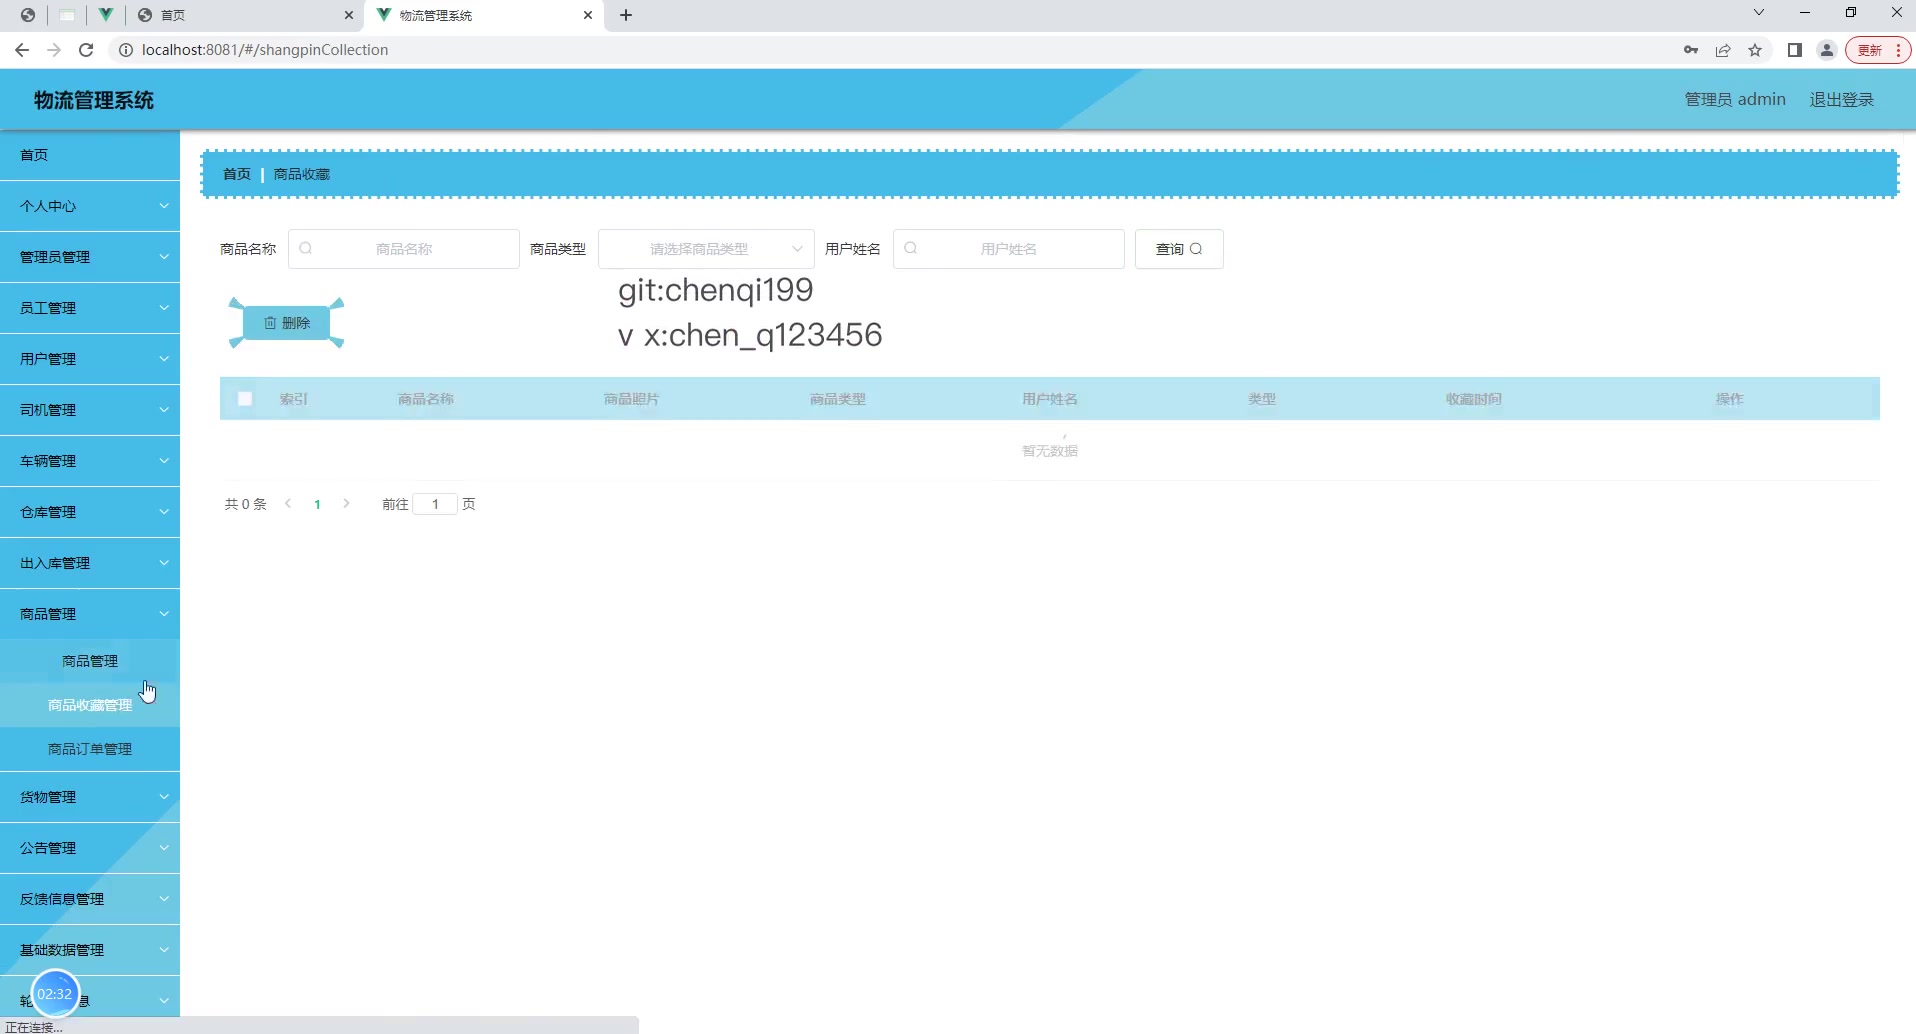 首页
物流管理系统
localhost:8081/#/shangpinCollection
更新
物流管理系统
管理员 admin
退出登录
首页
个人中心
管理员管理
员工管理
用户管理
司机管理
车辆管理
仓库管理
出入库管理
商品管理
商品管理
商品收藏管理
商品订单管理
货物管理
公告管理
反馈信息管理
基础数据管理
轮 息
02:32
正在连接...
首页 商品收藏
商品名称 商品名称 商品类型 请选择商品类型 用户姓名 用户姓名 查询
git:chenqi199
v x:chen_q123456
删除
索引 商品名称 商品照片 商品类型 用户姓名 类型 收藏时间 操作
暂无数据
共 0 条 1 前往 1 页